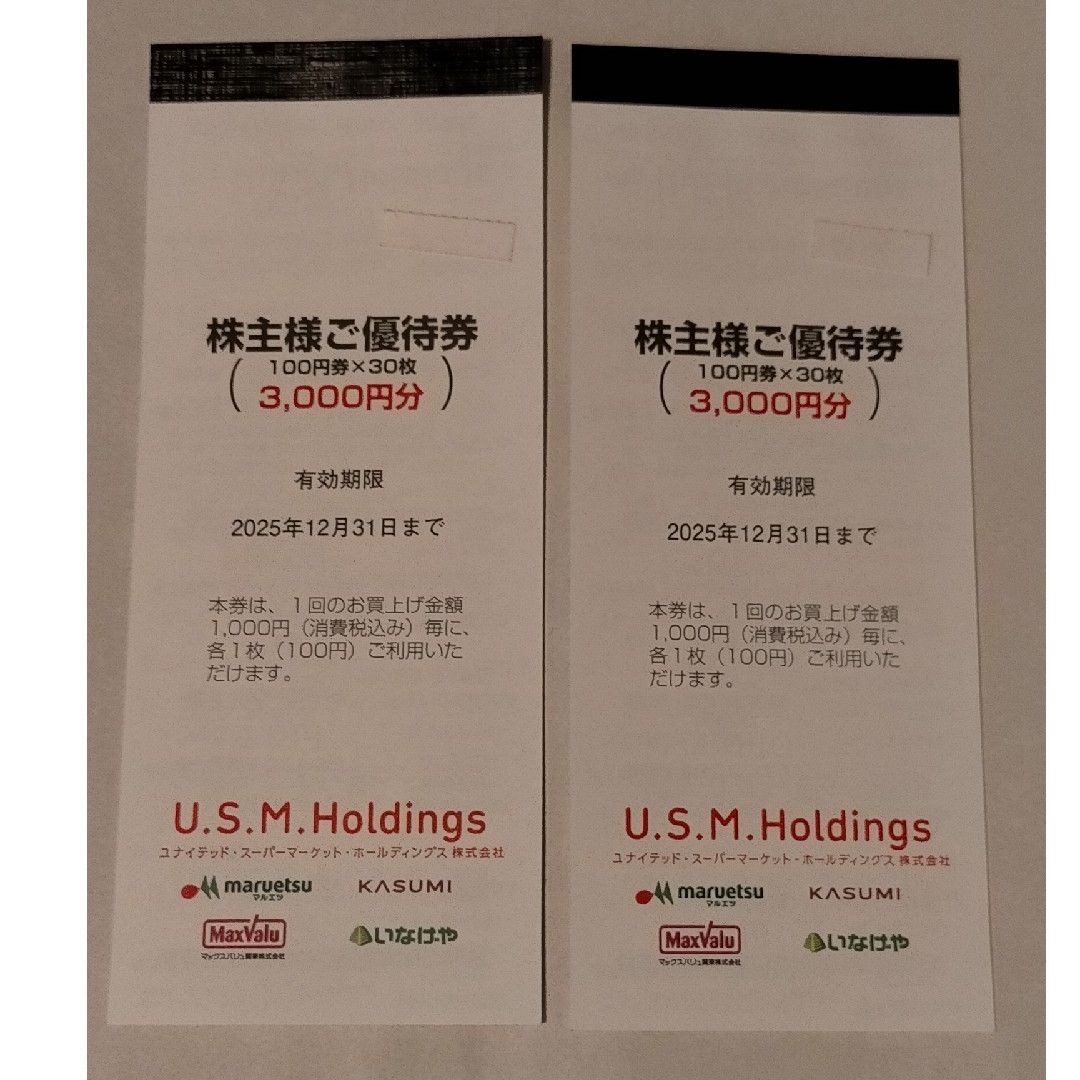 株主様ご優待券
100円券×30枚
(3,000円分)
有効期限
2025年12月31日まで
本券は、1回のお買上げ金額
1,000円(消費税込み)毎に、
各1枚(100円)ご利用いた
だけます。
U.S.M.Holdings
ユナイテッド・スーパーマーケット・ホールディングス株式会社
maruetsu KASUMI
マルエツ
MaxValu いなげや
マックスバリュ関東株式会社
株主様ご優待券
100円券×30枚
(3,000円分)
有効期限
2025年12月31日まで
本券は、1回のお買上げ金額
1,000円(消費税込み)毎に、
各1枚(100円)ご利用いた
だけます。
U.S.M.Holdings
ユナイテッド・スーパーマーケット・ホールディングス株式会社
maruetsu KASUMI
マルエツ
MaxValu いなげや
マックスバリュ関東株式会社